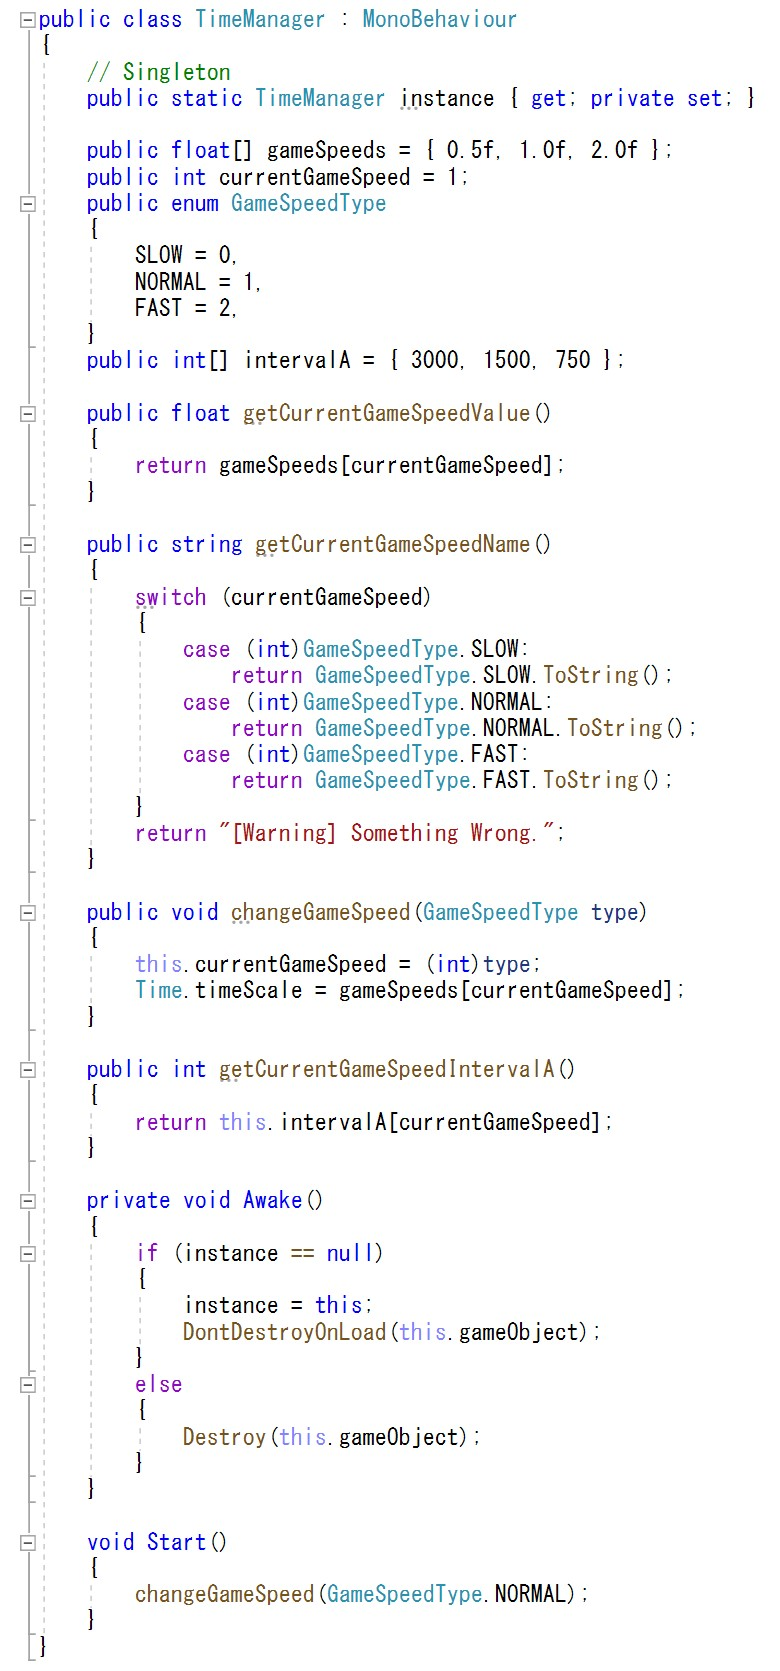 public class TimeManager : MonoBehaviour
{
    // Singleton
    public static TimeManager instance { get; private set; }

    public float[] gameSpeeds = { 0.5f, 1.0f, 2.0f };
    public int currentGameSpeed = 1;
    public enum GameSpeedType
    {
        SLOW = 0,
        NORMAL = 1,
        FAST = 2,
    }
    public int[] intervalA = { 3000, 1500, 750 };

    public float getCurrentGameSpeedValue()
    {
        return gameSpeeds[currentGameSpeed];
    }

    public string getCurrentGameSpeedName()
    {
        switch (currentGameSpeed)
        {
            case (int)GameSpeedType.SLOW:
                return GameSpeedType.SLOW.ToString();
            case (int)GameSpeedType.NORMAL:
                return GameSpeedType.NORMAL.ToString();
            case (int)GameSpeedType.FAST:
                return GameSpeedType.FAST.ToString();
        }
        return "[Warning] Something Wrong.";
    }

    public void changeGameSpeed(GameSpeedType type)
    {
        this.currentGameSpeed = (int)type;
        Time.timeScale = gameSpeeds[currentGameSpeed];
    }

    public int getCurrentGameSpeedIntervalA()
    {
        return this.intervalA[currentGameSpeed];
    }

    private void Awake()
    {
        if (instance == null)
        {
            instance = this;
            DontDestroyOnLoad(this.gameObject);
        }
        else
        {
            Destroy(this.gameObject);
        }
    }

    void Start()
    {
        changeGameSpeed(GameSpeedType.NORMAL);
    }
}